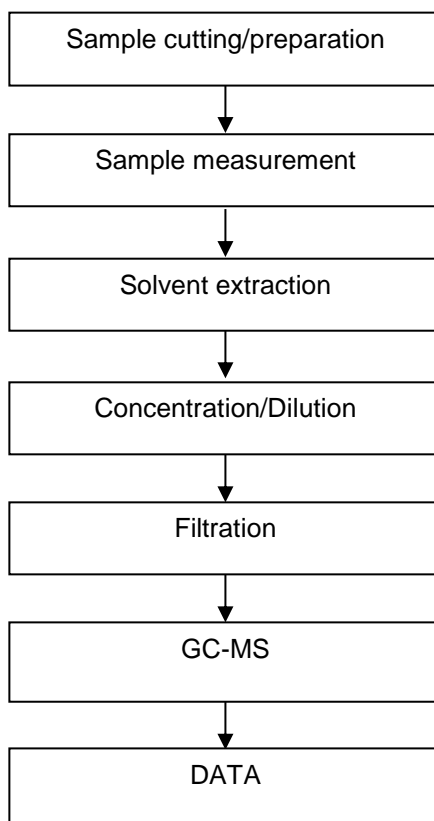 Sample cutting/preparation
Sample measurement
Solvent extraction
Concentration/Dilution
Filtration
GC-MS
DATA